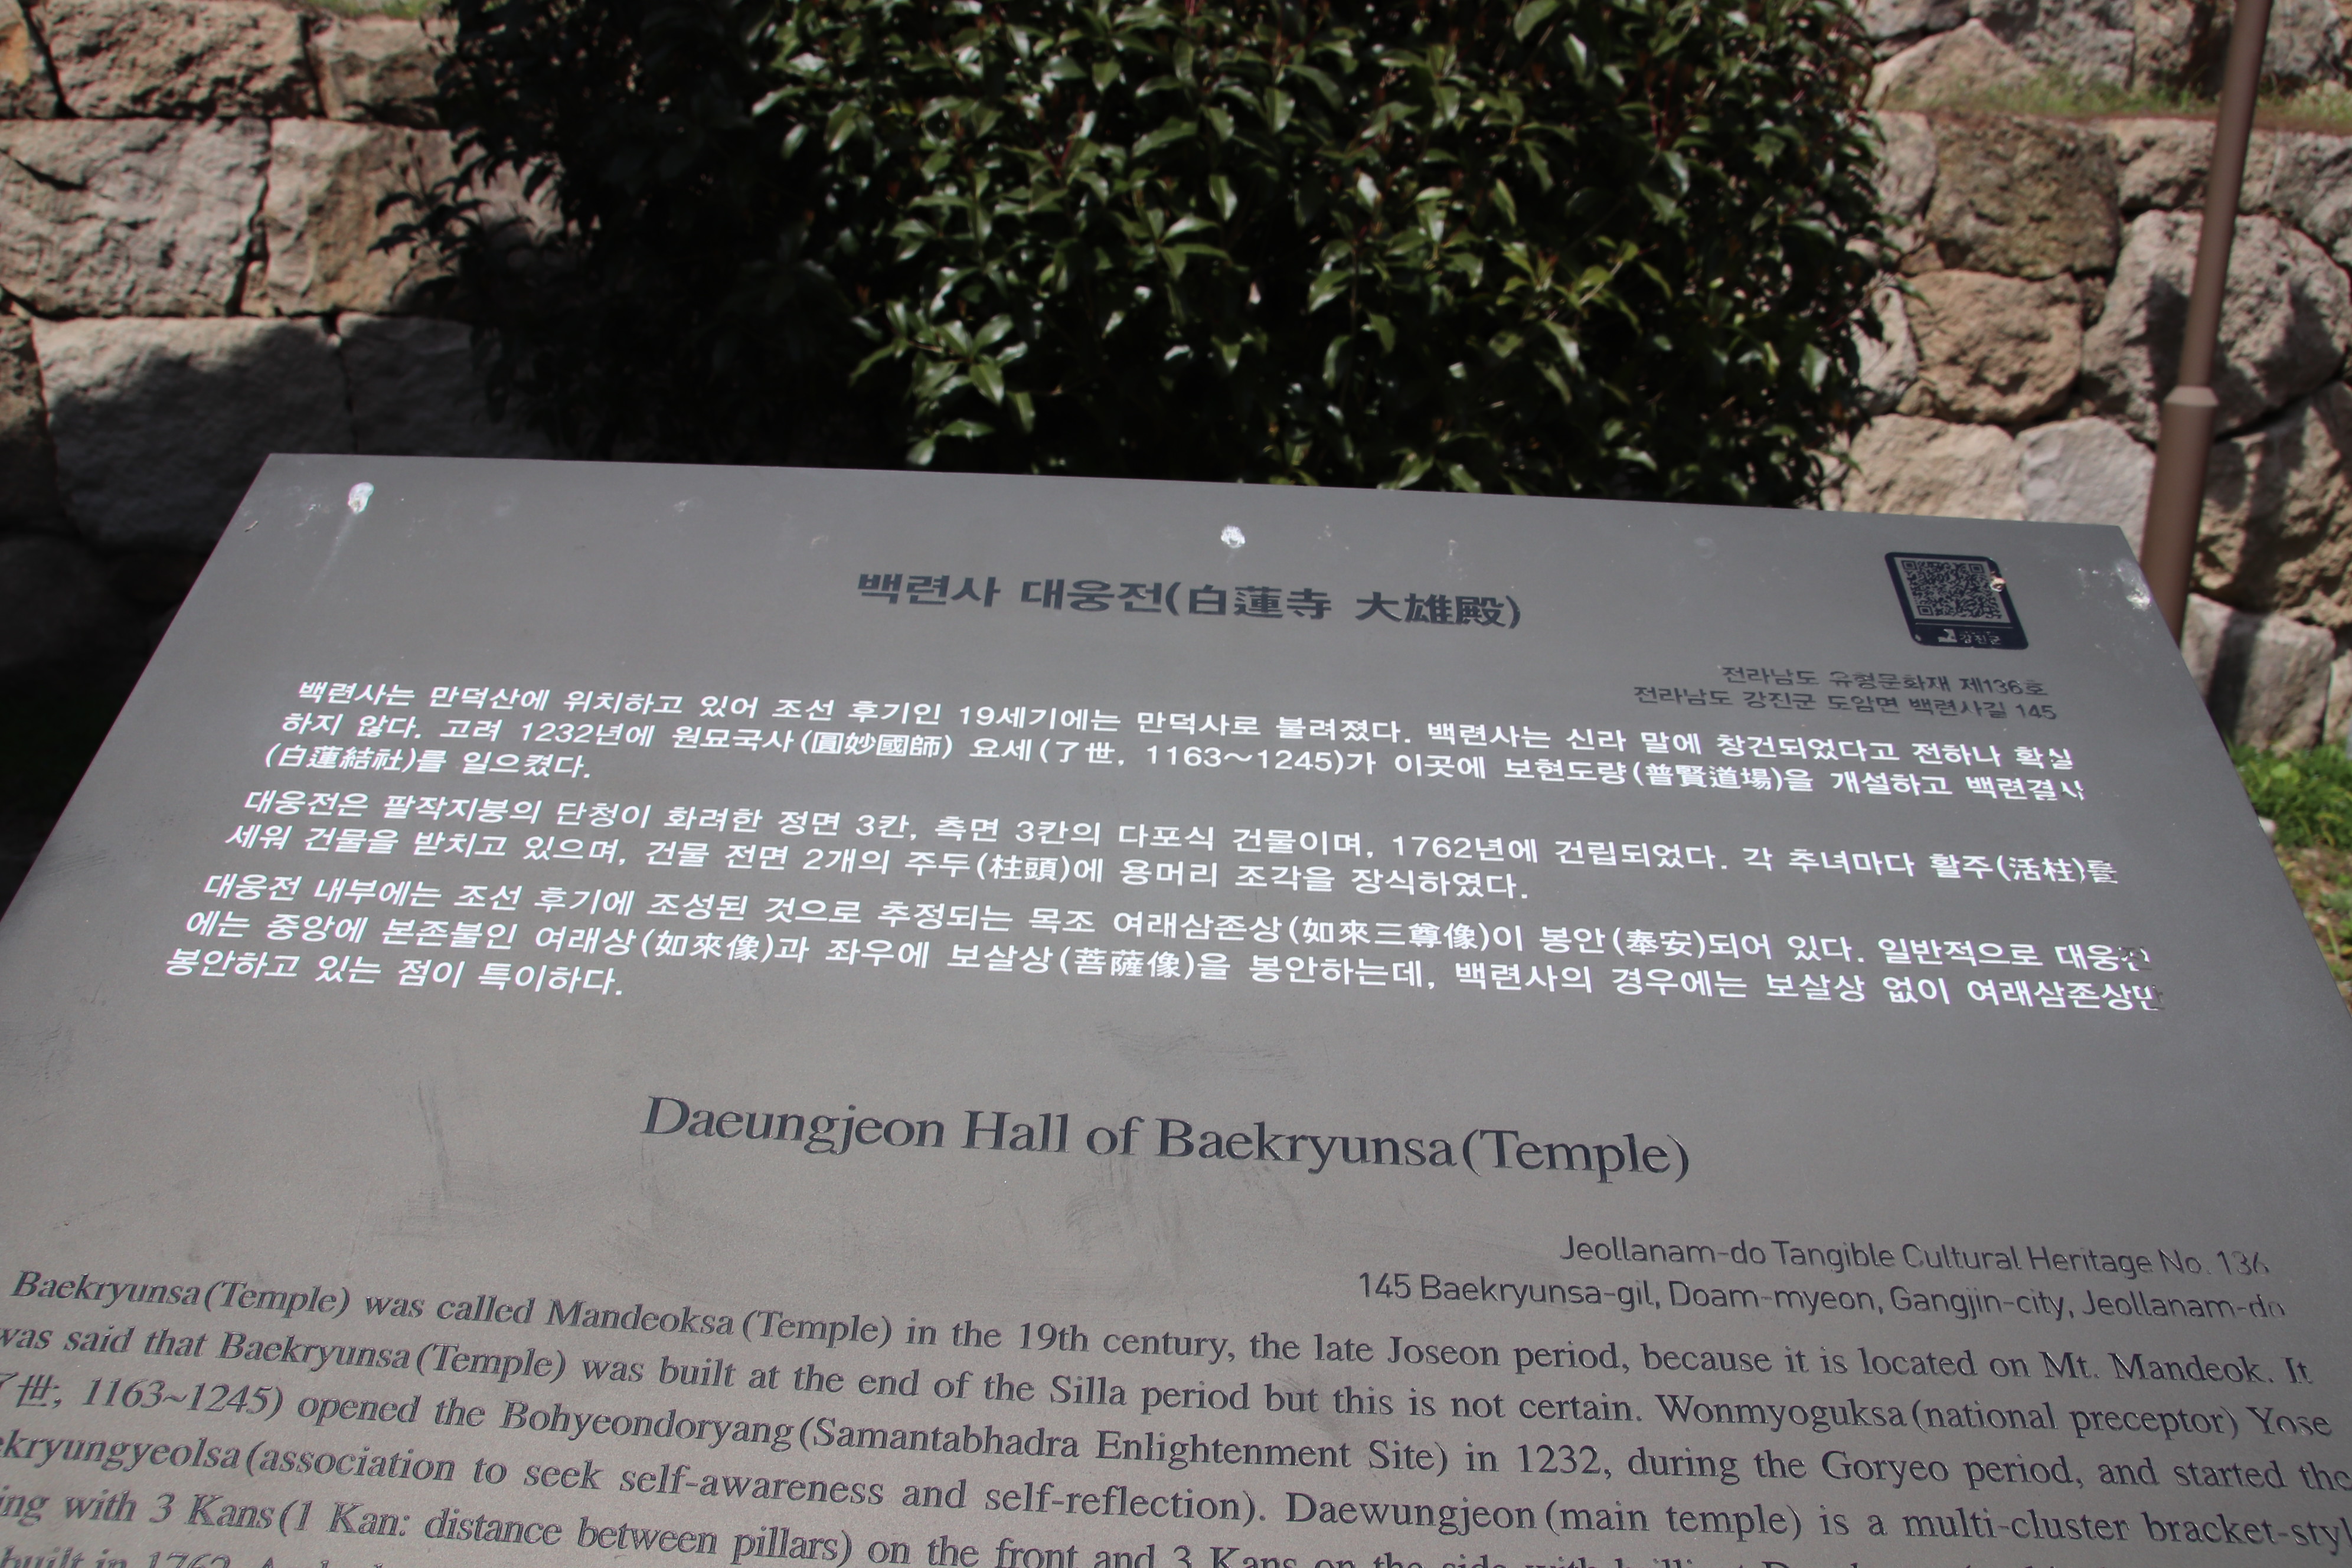 백련사 대웅전(白蓮寺 大雄殿)
강진군
전라남도 유형문화재 제136호
전라남도 강진군 도암면 백련사길 145
백련사는 만덕산에 위치하고 있어 조선 후기인 19세기에는 만덕사로 불려졌다. 백련사는 신라 말에 창건되었다고 전하나 확실
하지 않다. 고려 1232년에 원묘국사(圓妙國師) 요세(了世, 1163~1245)가 이곳에 보현도량(普賢道場)을 개설하고 백련결사
(白蓮結社)를 일으켰다.
대웅전은 팔작지붕의 단청이 화려한 정면 3칸, 측면 3칸의 다포식 건물이며, 1762년에 건립되었다. 각 추녀마다 활주(活柱)를
세워 건물을 받치고 있으며, 건물 전면 2개의 주두(柱頭)에 용머리 조각을 장식하였다.
대웅전 내부에는 조선 후기에 조성된 것으로 추정되는 목조 여래삼존상(如來三尊像)이 봉안(奉安)되어 있다. 일반적으로 대웅전
에는 중앙에 본존불인 여래상(如來像)과 좌우에 보살상(菩薩像)을 봉안하는데, 백련사의 경우에는 보살상 없이 여래삼존상만
봉안하고 있는 점이 특이하다.
Daeungjeon Hall of Baekryunsa(Temple)
Jeollanam-do Tangible Cultural Heritage No. 136
145 Baekryunsa-gil, Doam-myeon, Gangjin-city, Jeollanam-do
Baekryunsa(Temple) was called Mandeoksa(Temple) in the 19th century, the late Joseon period, because it is located on Mt. Mandeok. It
was said that Baekryunsa(Temple) was built at the end of the Silla period but this is not certain. Wonmyoguksa(national preceptor) Yose
了世, 1163~1245) opened the Bohyeondoryang(Samantabhadra Enlightenment Site) in 1232, during the Goryeo period, and started the
ekryungyeolsa(association to seek self-awareness and self-reflection). Daewungjeon(main temple) is a multi-cluster bracket-styl
ing with 3 Kans(1 Kan: distance between pillars) on the front and 3 Kans on the side with
built in 1762.